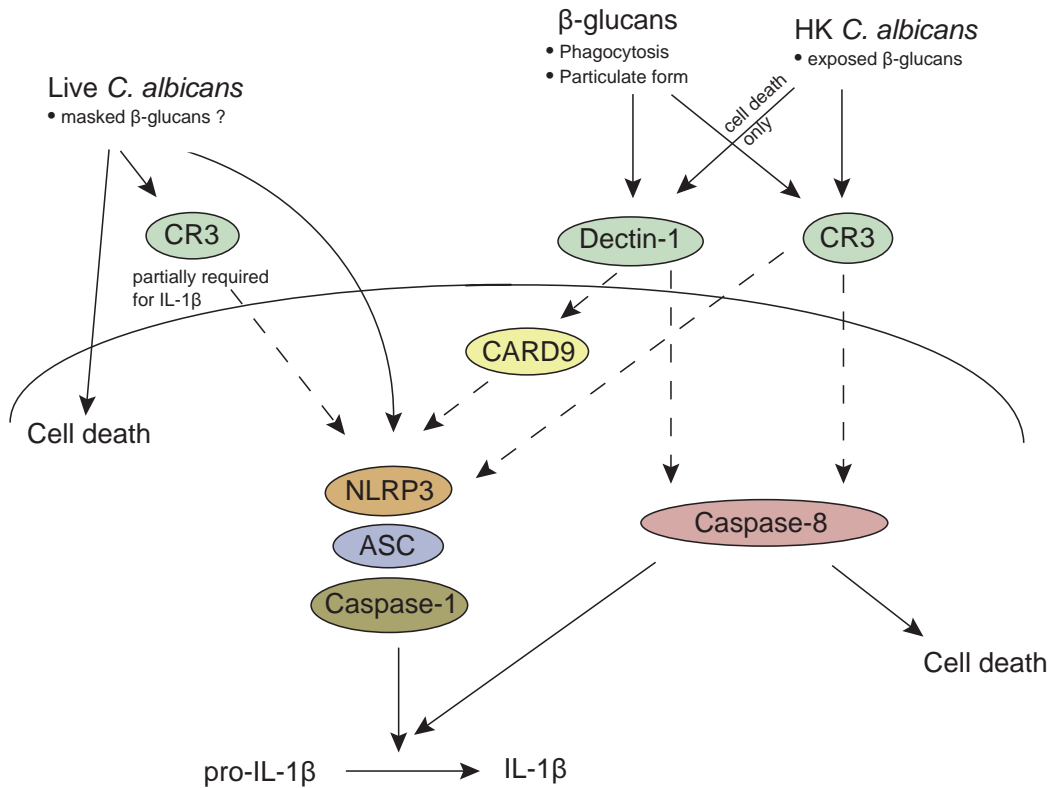 β-glucans
• Phagocytosis
• Particulate form
HK C. albicans
• exposed β-glucans
Live C. albicans
• masked β-glucans ?
cell death
only
CR3
partially required
for IL-1β
Dectin-1
CR3
CARD9
Cell death
NLRP3
ASC
Caspase-1
Caspase-8
Cell death
pro-IL-1β
IL-1β